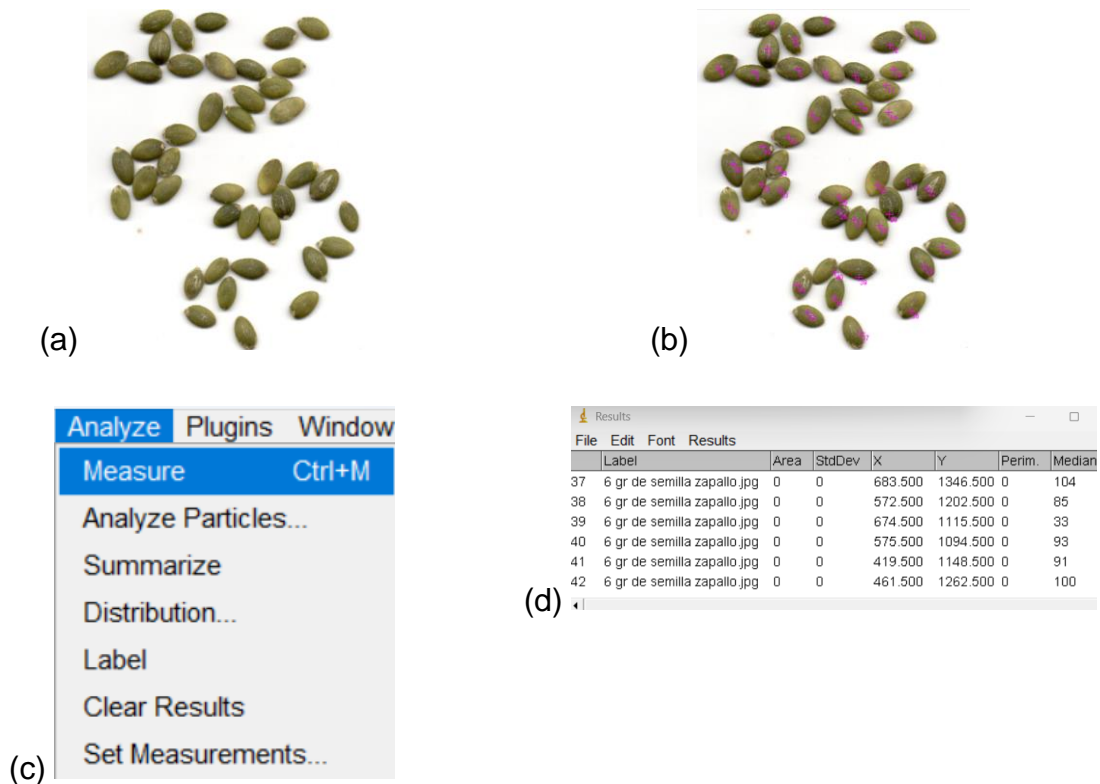 (a)
(b)
Analyze Plugins Window
Measure Ctrl+M
Analyze Particles...
Summarize
Distribution...
Label
Clear Results
Set Measurements...
(c)
Results
File Edit Font Results
Label Area StdDev X Y Perim. Median
37 6 gr de semilla zapallo.jpg 0 0 683.500 1346.500 0 104
38 6 gr de semilla zapallo.jpg 0 0 572.500 1202.500 0 85
39 6 gr de semilla zapallo.jpg 0 0 674.500 1115.500 0 33
40 6 gr de semilla zapallo.jpg 0 0 575.500 1094.500 0 93
41 6 gr de semilla zapallo.jpg 0 0 419.500 1148.500 0 91
42 6 gr de semilla zapallo.jpg 0 0 461.500 1262.500 0 100
(d)